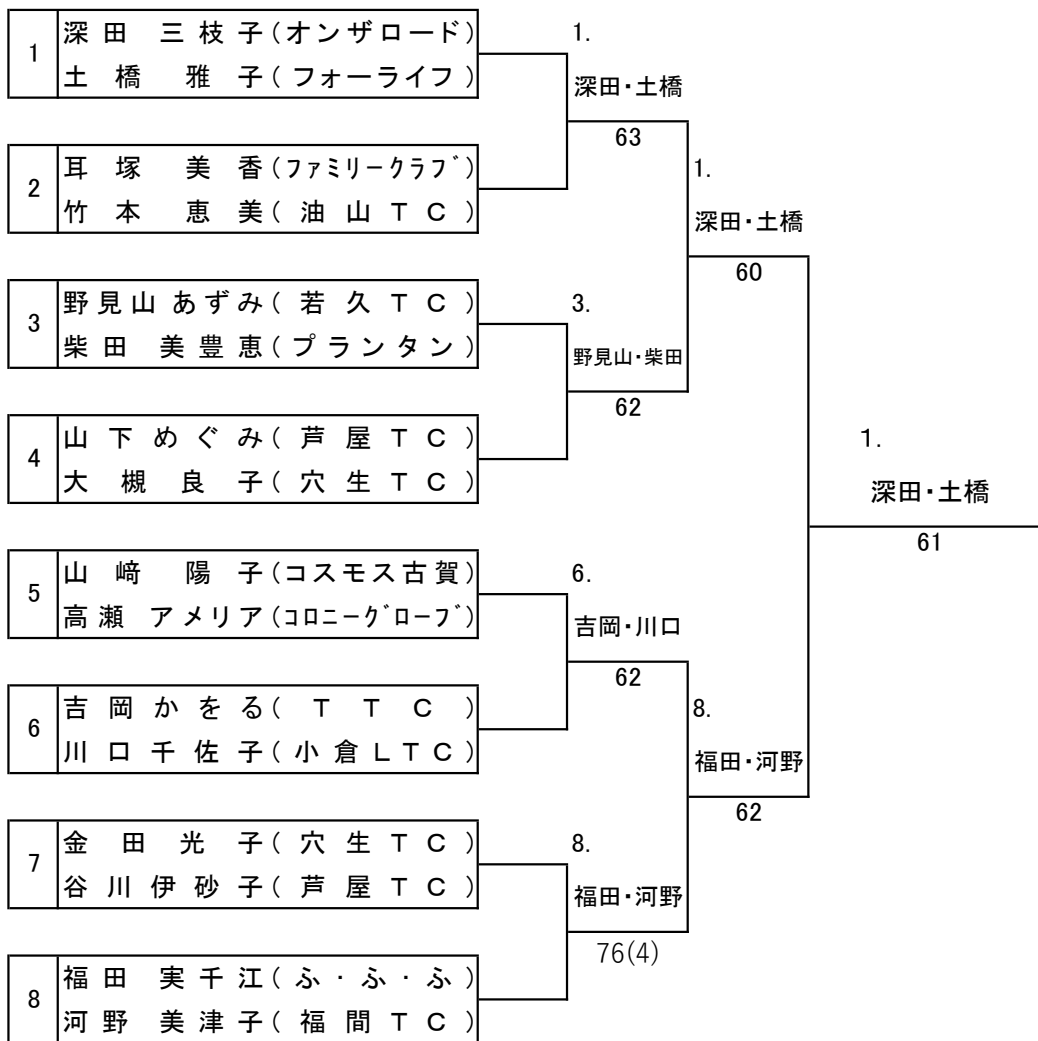 1
深田 三枝子(オンザロード)
土橋 雅子(フォーライフ)
1.
深田・土橋
63
2
耳塚 美香(ファミリークラブ)
竹本 恵美(油山TC)
1.
深田・土橋
60
3
野見山 あずみ(若久TC)
柴田 美豊恵(プランタン)
3.
野見山・柴田
62
4
山下めぐみ(芦屋TC)
大槻良子(穴生TC)
1.
深田・土橋
61
5
山﨑 陽子(コスモス古賀)
高瀬 アメリア(コロニーグローブ)
6.
吉岡・川口
62
6
吉岡かをる(TTC)
川口千佐子(小倉LTC)
8.
福田・河野
62
7
金田光子(穴生TC)
谷川伊砂子(芦屋TC)
8.
福田・河野
76(4)
8
福田 実千江(ふ・ふ・ふ)
河野 美津子(福間TC)